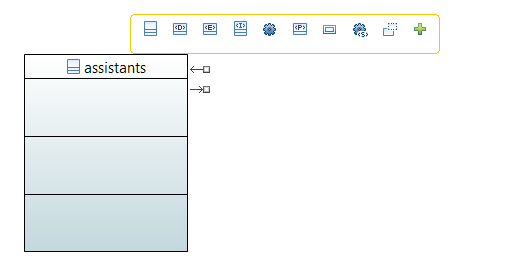 <D> <E> <I> <P> <S>
assistants